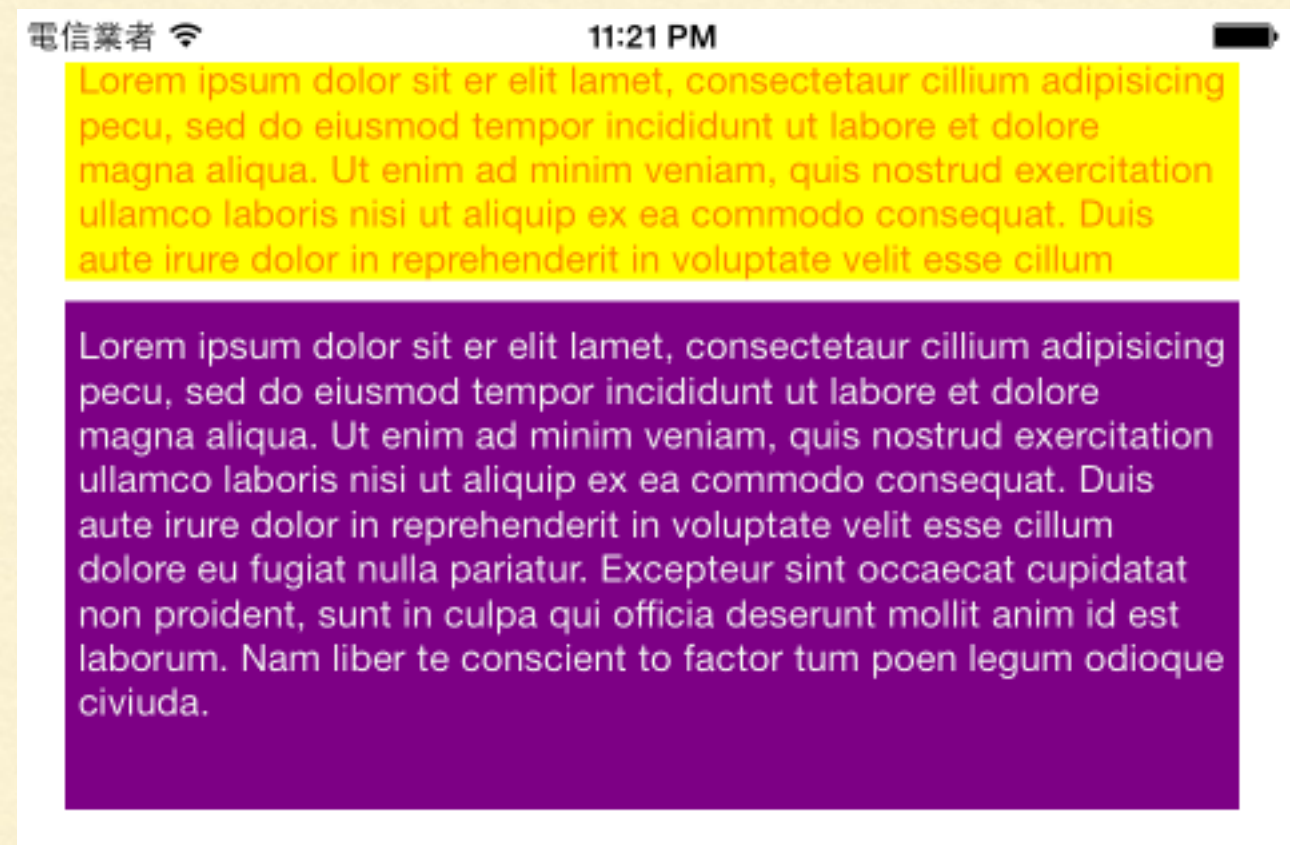 電信業者 11:21 PM
Lorem ipsum dolor sit er elit lamet, consectetaur cillium adipisicing
pecu, sed do eiusmod tempor incididunt ut labore et dolore
magna aliqua. Ut enim ad minim veniam, quis nostrud exercitation
ullamco laboris nisi ut aliquip ex ea commodo consequat. Duis
aute irure dolor in reprehenderit in voluptate velit esse cillum
Lorem ipsum dolor sit er elit lamet, consectetaur cillium adipisicing
pecu, sed do eiusmod tempor incididunt ut labore et dolore
magna aliqua. Ut enim ad minim veniam, quis nostrud exercitation
ullamco laboris nisi ut aliquip ex ea commodo consequat. Duis
aute irure dolor in reprehenderit in voluptate velit esse cillum
dolore eu fugiat nulla pariatur. Excepteur sint occaecat cupidatat
non proident, sunt in culpa qui officia deserunt mollit anim id est
laborum. Nam liber te conscient to factor tum poen legum odioque
civiuda.